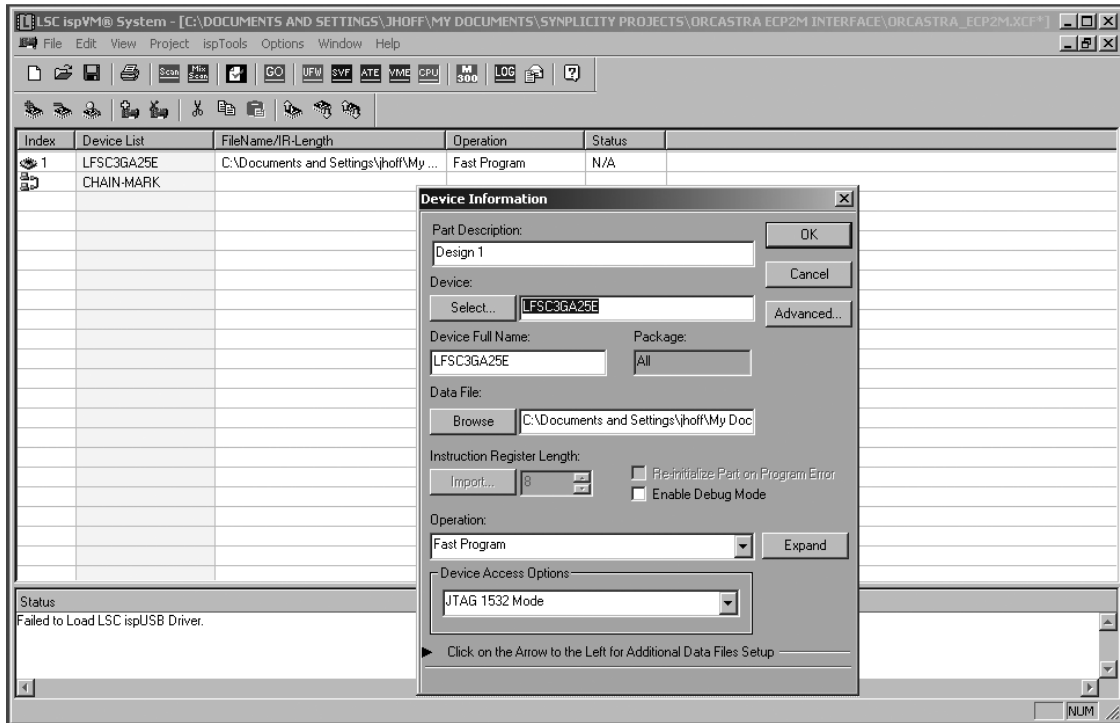 LSC ispVM® System - [C:\DOCUMENTS AND SETTINGS\JHOFF\MY DOCUMENTS\SYNPLICITY PROJECTS\ORCASTRA ECP2M INTERFACE\ORCASTRA_ECP2M.XCF*]
File Edit View Project ispTools Options Window Help
Scan Mix Scan GO UFW SVF ATE VME CPU M 300 LOG
Index Device List FileName/IR-Length Operation Status
1 LFSC3GA25E C:\Documents and Settings\jhoff\My ... Fast Program N/A
CHAIN-MARK
Device Information
Part Description:
OK
Design 1
Cancel
Device:
Select... LFSC3GA25E
Advanced...
Device Full Name: Package:
LFSC3GA25E All
Data File:
Browse C:\Documents and Settings\jhoff\My Doc
Instruction Register Length:
Import... 8 Re-initialize Part on Program Error
Enable Debug Mode
Operation:
Fast Program Expand
Device Access Options
JTAG 1532 Mode
Click on the Arrow to the Left for Additional Data Files Setup
Status
Failed to Load LSC ispUSB Driver.
NUM